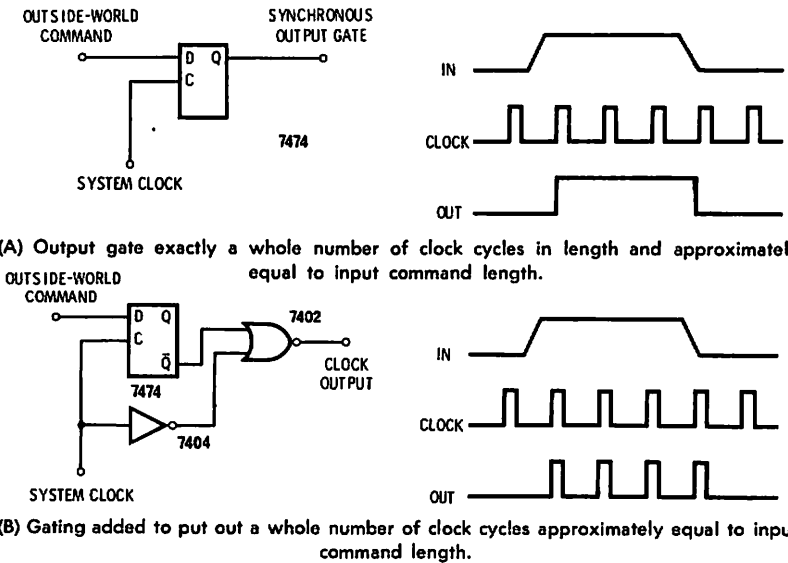 OUTSIDE-WORLD
COMMAND
SYNCHRONOUS
OUTPUT GATE
D Q
C
7474
SYSTEM CLOCK
IN
CLOCK
OUT
(A) Output gate exactly a whole number of clock cycles in length and approximatel
equal to input command length.
OUTSIDE-WORLD
COMMAND
D Q
C
Q̅
7474
7402
7404
CLOCK
OUTPUT
SYSTEM CLOCK
IN
CLOCK
OUT
(B) Gating added to put out a whole number of clock cycles approximately equal to inpu
command length.